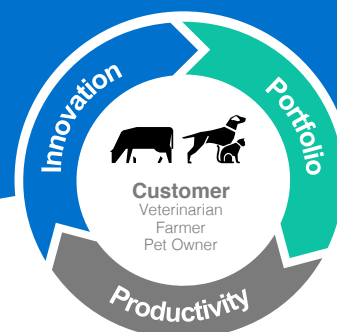 Innovation
Portfolio
Customer
Veterinarian
Farmer
Pet Owner
Productivity